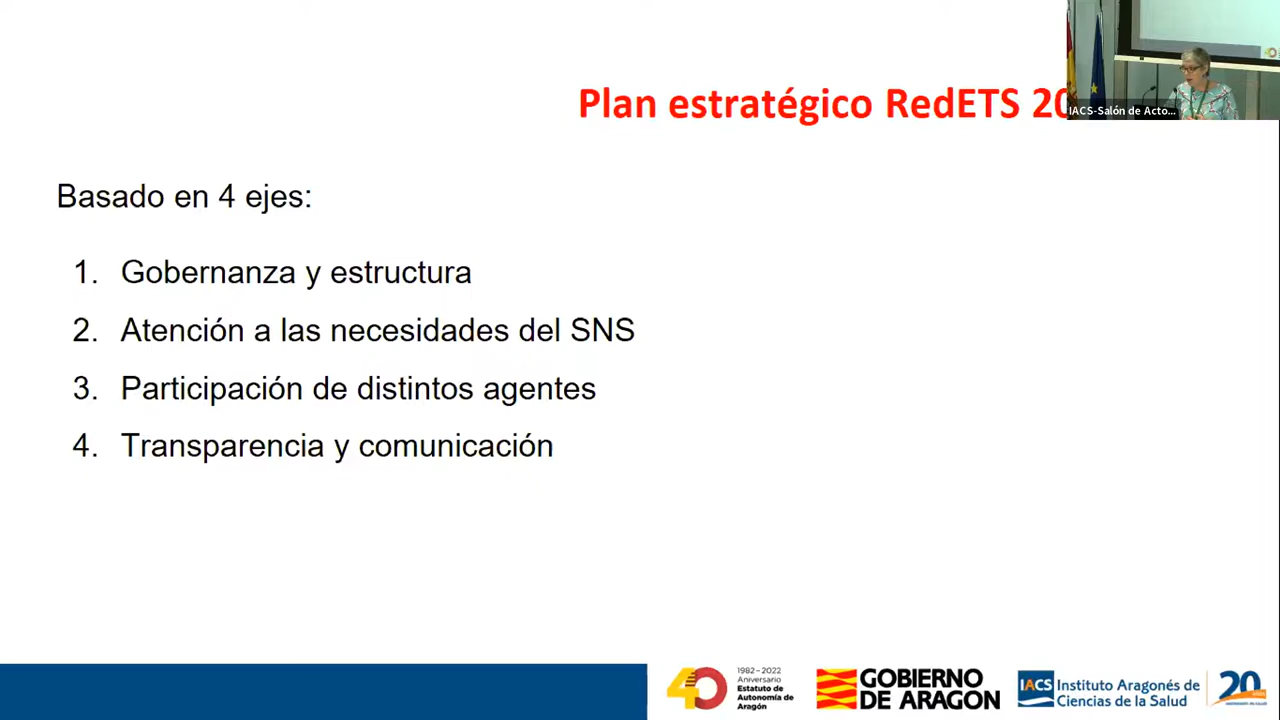 Plan estratégico RedETS 20
IACS-Salón de Acto...
Basado en 4 ejes:
1. Gobernanza y estructura
2. Atención a las necesidades del SNS
3. Participación de distintos agentes
4. Transparencia y comunicación
40
1982-2022
Aniversario
Estatuto de
Autonomía de
Aragón
GOBIERNO
DE ARAGON
IACS Instituto Aragonés de
Ciencias de la Salud
20